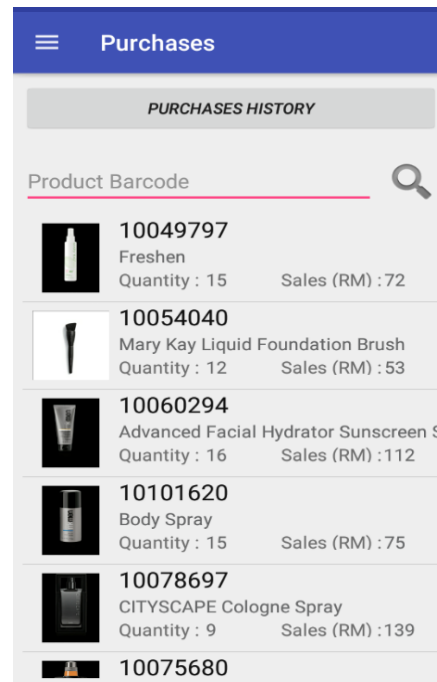 Purchases
PURCHASES HISTORY
Product Barcode
10049797
Freshen
Quantity : 15 Sales (RM) : 72
10054040
Mary Kay Liquid Foundation Brush
Quantity : 12 Sales (RM) : 53
10060294
Advanced Facial Hydrator Sunscreen S
Quantity : 16 Sales (RM) : 112
10101620
Body Spray
Quantity : 15 Sales (RM) : 75
10078697
CITYSCAPE Cologne Spray
Quantity : 9 Sales (RM) : 139
10075680